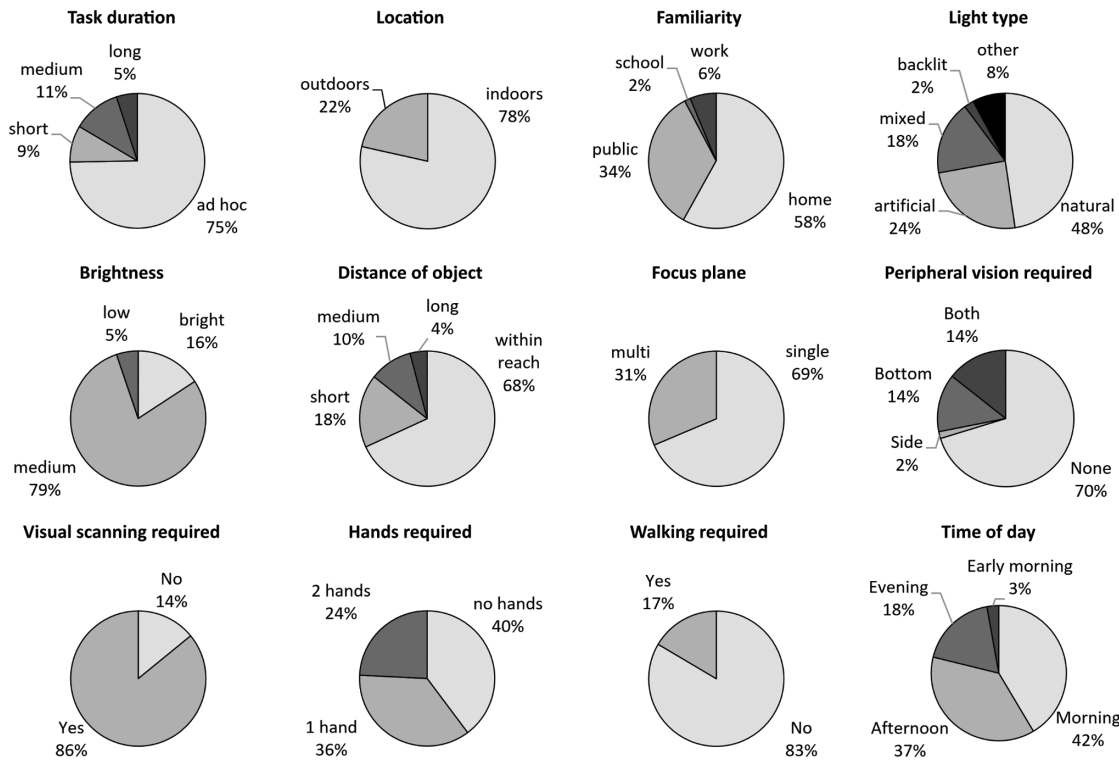 Task duration
long
5%
medium
11%
short
9%
ad hoc
75%
Location
outdoors
22%
indoors
78%
Familiarity
work
6%
school
2%
public
34%
home
58%
Light type
other
8%
backlit
2%
mixed
18%
artificial
24%
natural
48%
Brightness
low
5%
bright
16%
medium
79%
Distance of object
long
4%
medium
10%
within
reach
68%
short
18%
Focus plane
multi
31%
single
69%
Peripheral vision required
Both
14%
Bottom
14%
Side
2%
None
70%
Visual scanning required
No
14%
Yes
86%
Hands required
2 hands
24%
no hands
40%
1 hand
36%
Walking required
Yes
17%
No
83%
Time of day
Early morning
3%
Evening
18%
Afternoon
37%
Morning
42%